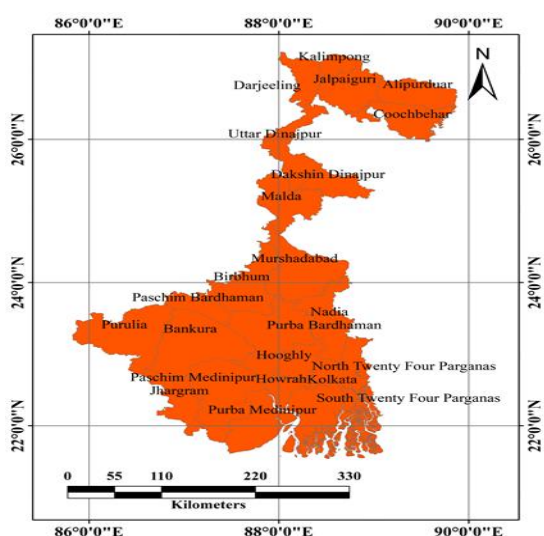 86°0'0"E 88°0'0"E 90°0'0"E
N
Kalimpong
Darjeeling Jalpaiguri Alipurduar
Coochbehar
Uttar Dinajpur
26°0'0"N 26°0'0"N
Dakshin Dinajpur
Malda
Murshadabad
Birbhum
24°0'0"N 24°0'0"N
Paschim Bardhaman
Nadia
Purulia Bankura Purba Bardhaman
Hooghly
North Twenty Four Parganas
Paschim Medinipur Howrah Kolkata
Jhargram
South Twenty Four Parganas
Purba Medinipur
22°0'0"N 22°0'0"N
0 55 110 220 330
Kilometers
86°0'0"E 88°0'0"E 90°0'0"E